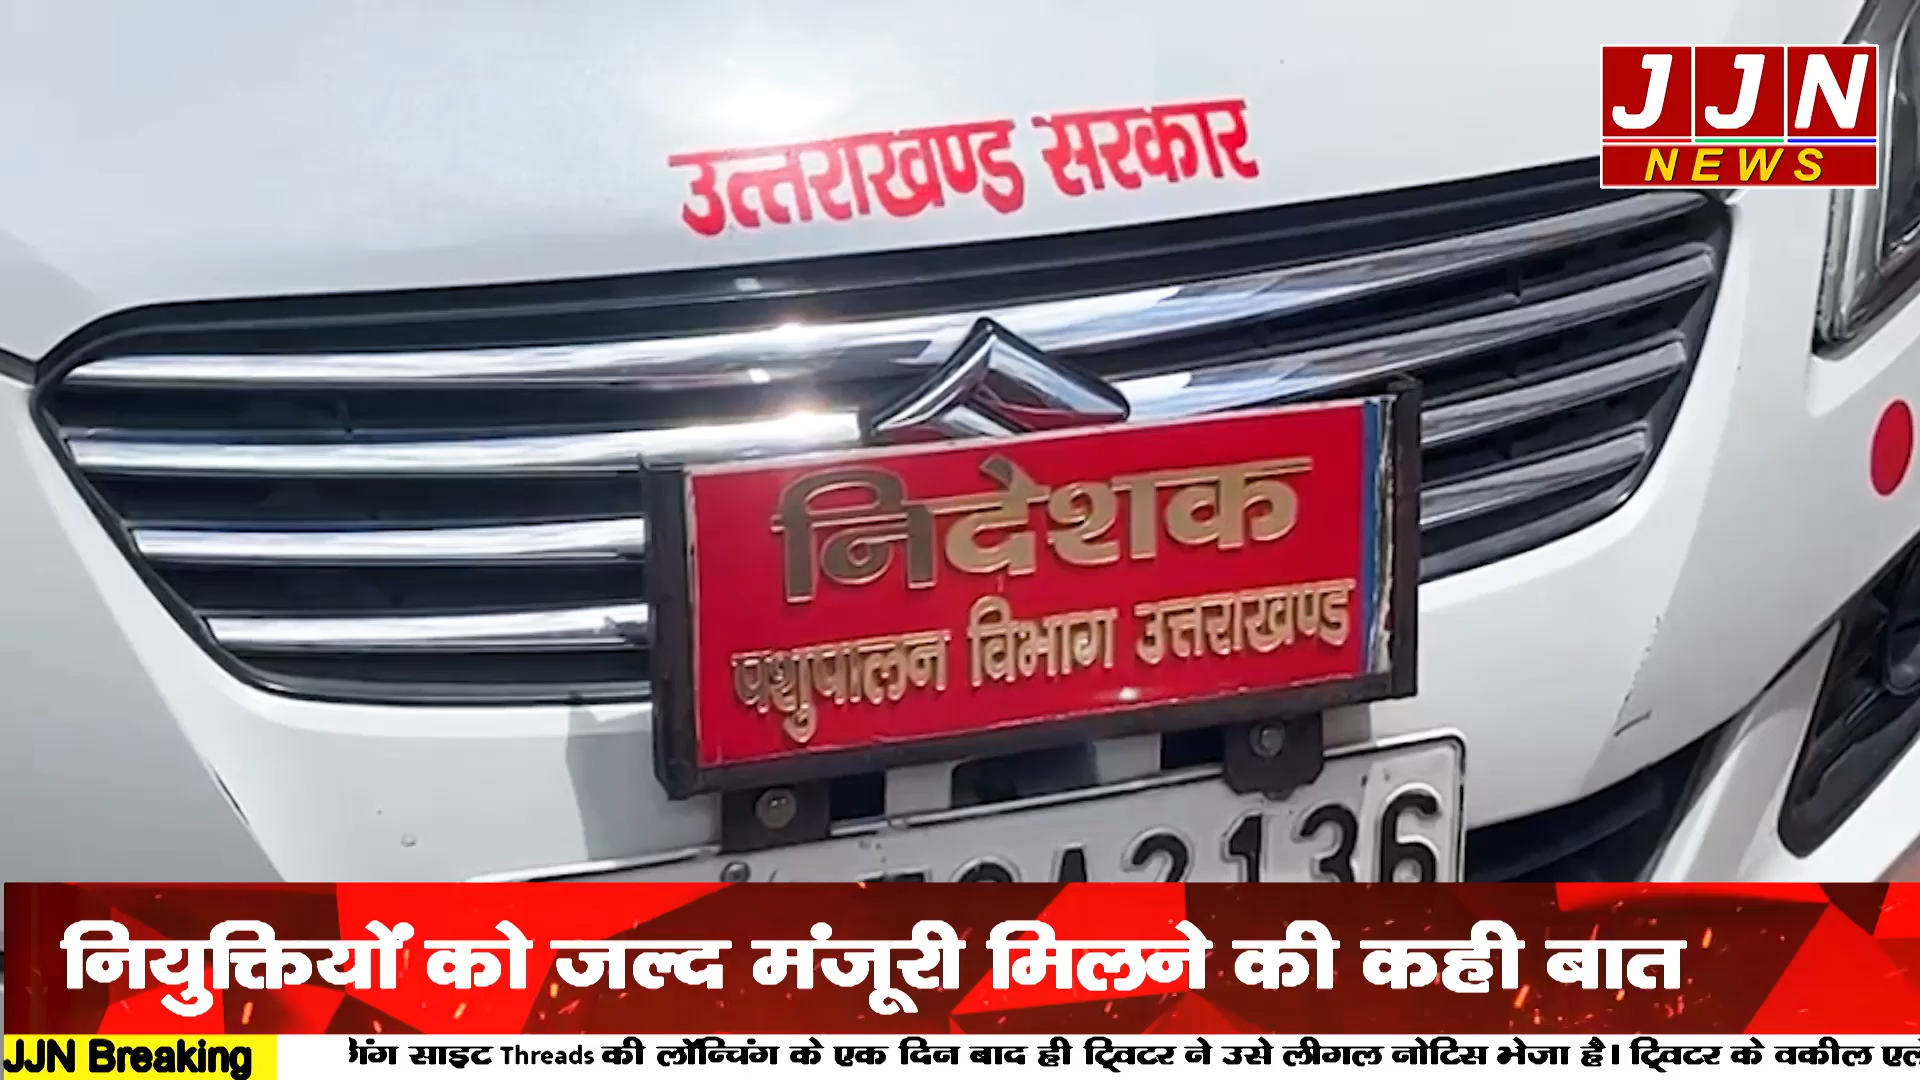 उत्तराखण्ड सरकार
JJN
NEWS
निदेशक
पशुपालन विभाग उत्तराखण्ड
2136
नियुक्तियों को जल्द मंजूरी मिलने की कही बात
JJN Breaking
साइट Threads की लॉन्चिंग के एक दिन बाद ही ट्विटर ने उसे लीगल नोटिस भेजा है। ट्विटर के वकील